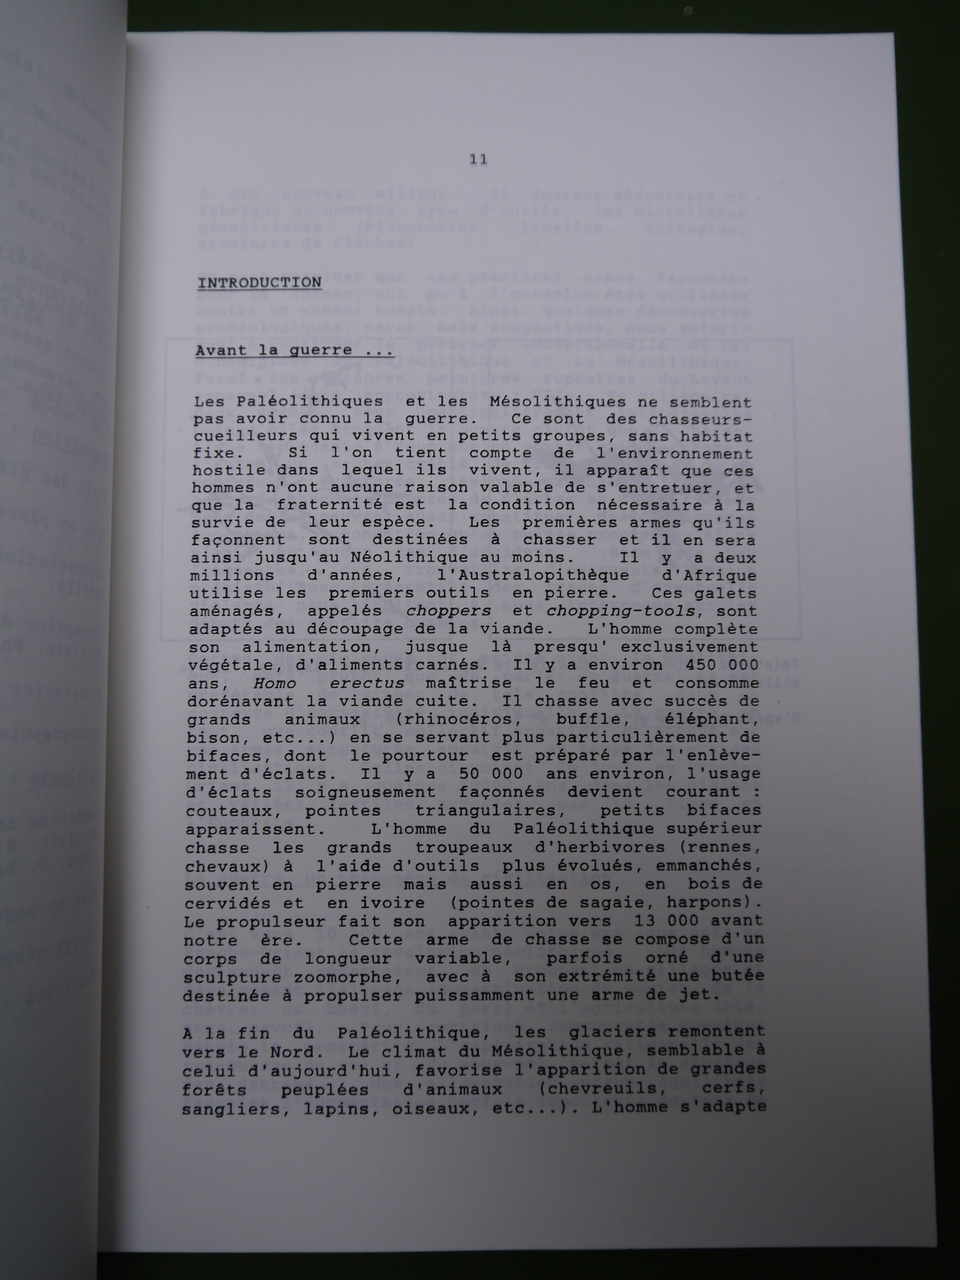 11
INTRODUCTION
Avant la guerre ...
Les Paléolithiques et les Mésolithiques ne semblent
pas avoir connu la guerre. Ce sont des chasseurs-
cueilleurs qui vivent en petits groupes, sans habitat
fixe. Si l'on tient compte de l'environnement
hostile dans lequel ils vivent, il apparaît que ces
hommes n'ont aucune raison valable de s'entretuer, et
que la fraternité est la condition nécessaire à la
survie de leur espèce. Les premières armes qu'ils
façonnent sont destinées à chasser et il en sera
ainsi jusqu'au Néolithique au moins. Il y a deux
millions d'années, l'Australopithèque d'Afrique
utilise les premiers outils en pierre. Ces galets
aménagés, appelés choppers et chopping-tools, sont
adaptés au découpage de la viande. L'homme complète
son alimentation, jusque là presqu' exclusivement
végétale, d'aliments carnés. Il y a environ 450 000
ans, Homo erectus maîtrise le feu et consomme
dorénavant la viande cuite. Il chasse avec succès de
grands animaux (rhinocéros, buffle, éléphant,
bison, etc...) en se servant plus particulièrement de
bifaces, dont le pourtour est préparé par l'enlève-
ment d'éclats. Il y a 50 000 ans environ, l'usage
d'éclats soigneusement façonnés devient courant :
couteaux, pointes triangulaires, petits bifaces
apparaissent. L'homme du Paléolithique supérieur
chasse les grands troupeaux d'herbivores (rennes,
chevaux) à l'aide d'outils plus évolués, emmanchés,
souvent en pierre mais aussi en os, en bois de
cervidés et en ivoire (pointes de sagaie, harpons).
Le propulseur fait son apparition vers 13 000 avant
notre ère. Cette arme de chasse se compose d'un
corps de longueur variable, parfois orné d'une
sculpture zoomorphe, avec à son extrémité une butée
destinée à propulser puissamment une arme de jet.
A la fin du Paléolithique, les glaciers remontent
vers le Nord. Le climat du Mésolithique, semblable à
celui d'aujourd'hui, favorise l'apparition de grandes
forêts peuplées d'animaux (chevreuils, cerfs,
sangliers, lapins, oiseaux, etc...). L'homme s'adapte